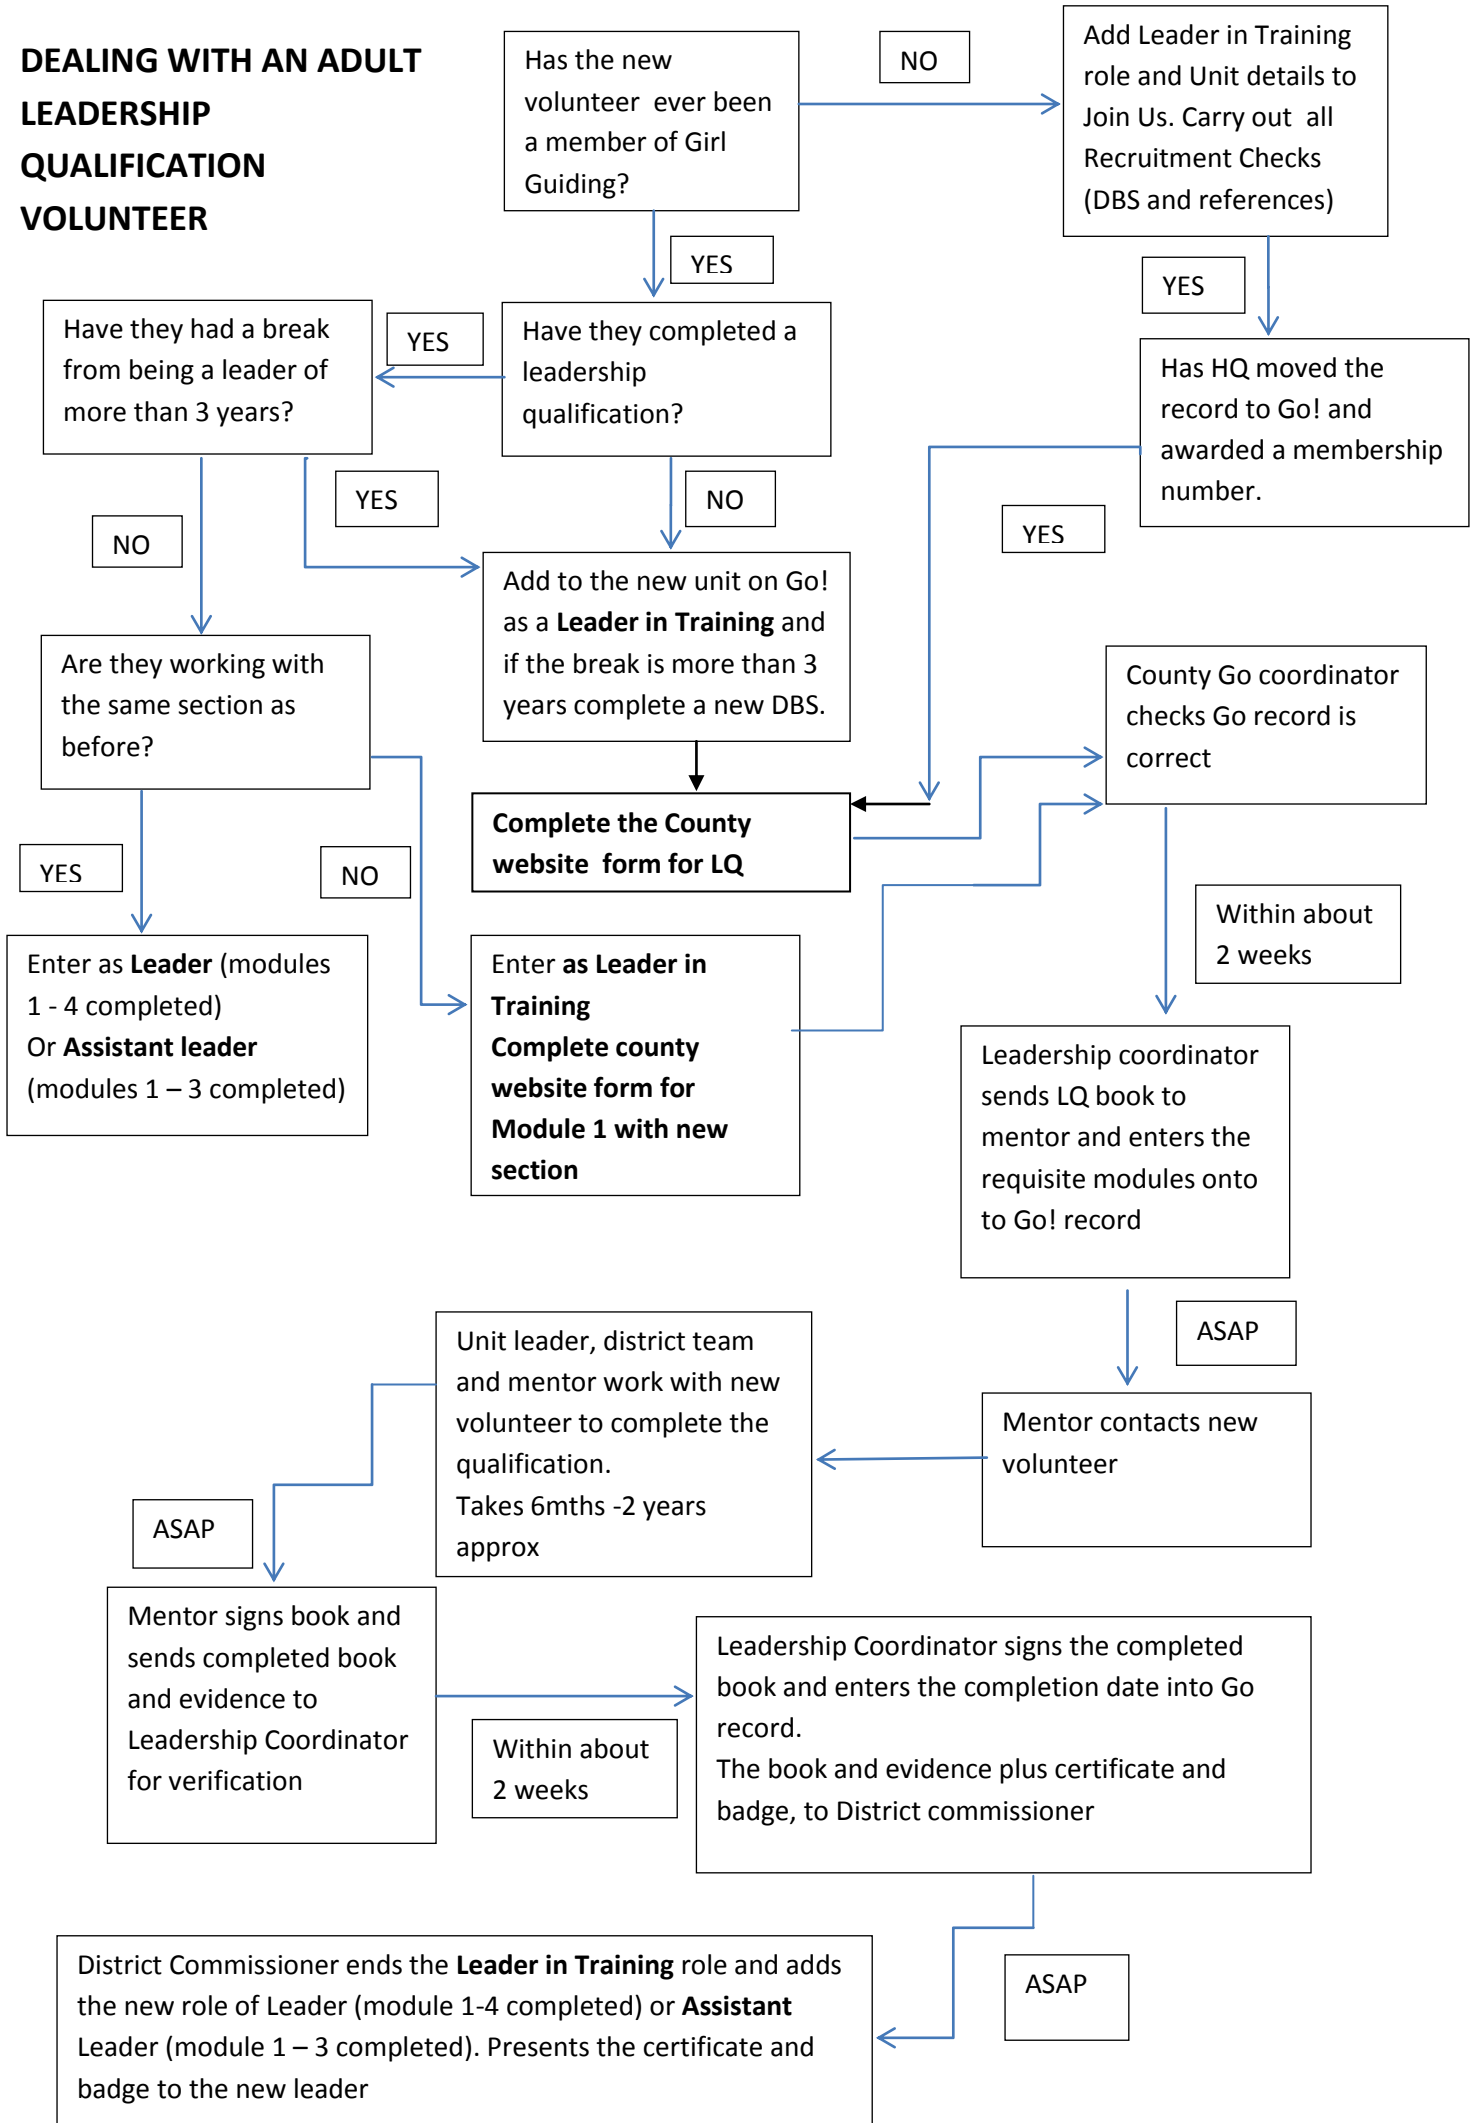 DEALING WITH AN ADULT
LEADERSHIP
QUALIFICATION
VOLUNTEER
Has the new
volunteer ever been
a member of Girl
Guiding?
NO
Add Leader in Training
role and Unit details to
Join Us. Carry out all
Recruitment Checks
(DBS and references)
YES
YES
Have they had a break
from being a leader of
more than 3 years?
YES
Have they completed a
leadership
qualification?
Has HQ moved the
record to Go! and
awarded a membership
number.
YES
NO
YES
NO
Add to the new unit on Go!
as a Leader in Training and
if the break is more than 3
years complete a new DBS.
Are they working with
the same section as
before?
County Go coordinator
checks Go record is
correct
Complete the County
website form for LQ
YES
NO
Within about
2 weeks
Enter as Leader (modules
1 - 4 completed)
Or Assistant leader
(modules 1 – 3 completed)
Enter as Leader in
Training
Complete county
website form for
Module 1 with new
section
Leadership coordinator
sends LQ book to
mentor and enters the
requisite modules onto
to Go! record
ASAP
Unit leader, district team
and mentor work with new
volunteer to complete the
qualification.
Takes 6mths -2 years
approx
Mentor contacts new
volunteer
ASAP
Mentor signs book and
sends completed book
and evidence to
Leadership Coordinator
for verification
Within about
2 weeks
Leadership Coordinator signs the completed
book and enters the completion date into Go
record.
The book and evidence plus certificate and
badge, to District commissioner
ASAP
District Commissioner ends the Leader in Training role and adds
the new role of Leader (module 1-4 completed) or Assistant
Leader (module 1 – 3 completed). Presents the certificate and
badge to the new leader